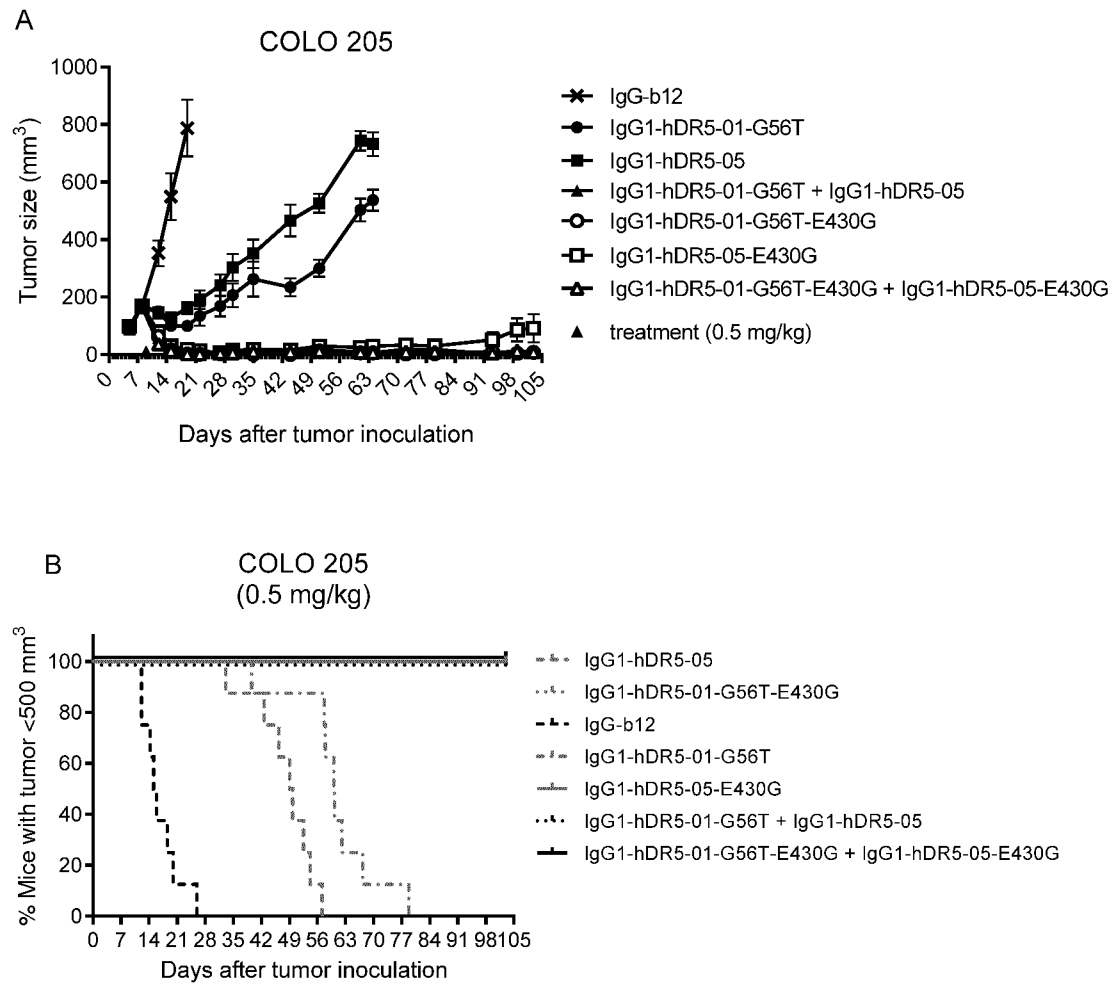 A
COLO 205
Tumor size (mm³)
1000
800
600
400
200
0
0 7 14 21 28 35 42 49 56 63 70 77 84 91 98 105
Days after tumor inoculation
IgG-b12
IgG1-hDR5-01-G56T
IgG1-hDR5-05
IgG1-hDR5-01-G56T + IgG1-hDR5-05
IgG1-hDR5-01-G56T-E430G
IgG1-hDR5-05-E430G
IgG1-hDR5-01-G56T-E430G + IgG1-hDR5-05-E430G
treatment (0.5 mg/kg)
B
COLO 205
(0.5 mg/kg)
% Mice with tumor <500 mm³
100
80
60
40
20
0
0 7 14 21 28 35 42 49 56 63 70 77 84 91 98 105
Days after tumor inoculation
IgG1-hDR5-05
IgG1-hDR5-01-G56T-E430G
IgG-b12
IgG1-hDR5-01-G56T
IgG1-hDR5-05-E430G
IgG1-hDR5-01-G56T + IgG1-hDR5-05
IgG1-hDR5-01-G56T-E430G + IgG1-hDR5-05-E430G